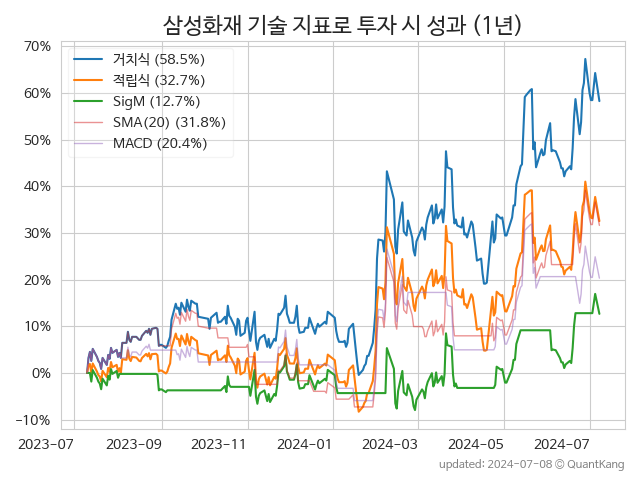 삼성화재 기술 지표로 투자 시 성과 (1년)
70%
60%
50%
40%
30%
20%
10%
0%
−10%
거치식 (58.5%)
적립식 (32.7%)
SigM (12.7%)
SMA(20) (31.8%)
MACD (20.4%)
2023-07
2023-09
2023-11
2024-01
2024-03
2024-05
2024-07
updated: 2024-07-08 © QuantKang